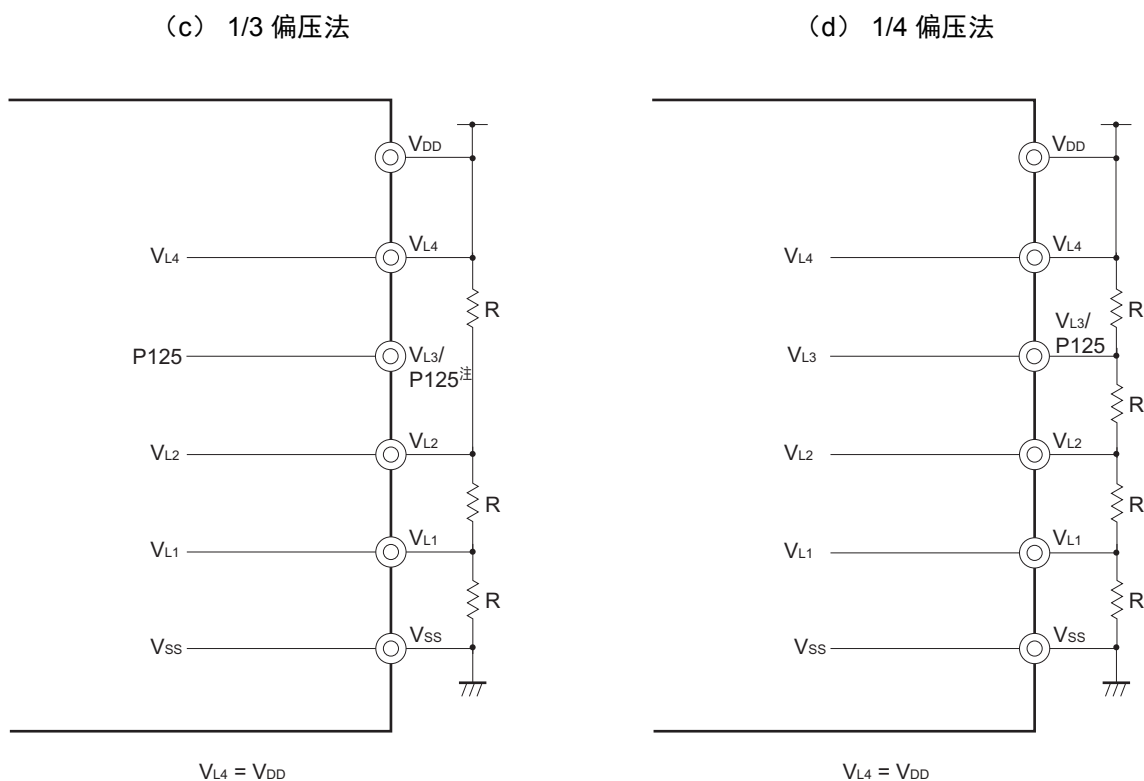 （c） 1/3 偏压法
VDD
VL4
VL4
R
P125
VL3/
P125注
VL2
VL2
R
VL1
VL1
R
VSS
VSS
VL4 = VDD
（d） 1/4 偏压法
VDD
VL4
VL4
R
VL3/
P125
VL3
R
VL2
VL2
R
VL1
VL1
R
VSS
VSS
VL4 = VDD